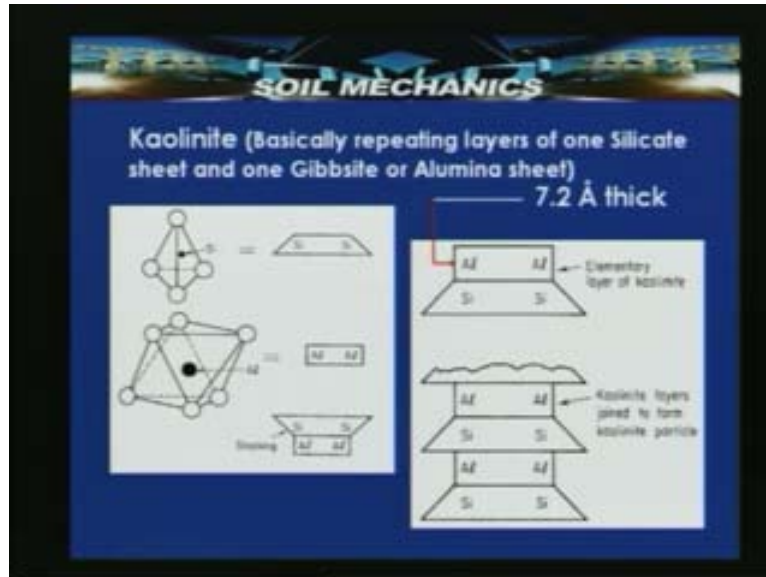 SOIL MECHANICS
Kaolinite (Basically repeating layers of one Silicate
sheet and one Gibbsite or Alumina sheet)
7.2 Å thick
Si
Si Si
Al
Al Al
Si Si
Stacking
Al Al
Al Al
Si Si
Elementary
layer of kaolinite
Al Al
Si Si
Al Al
Si Si
Kaolinite layers
joined to form
kaolinite particle